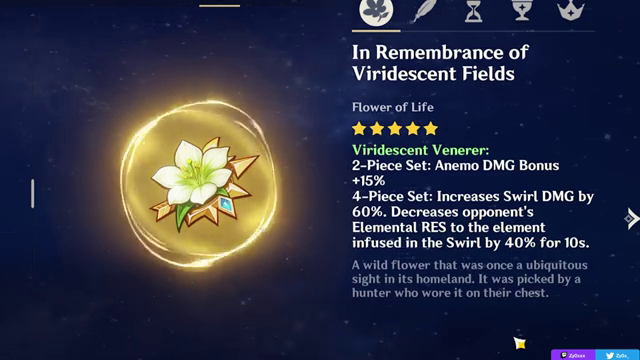 In Remembrance of
Viridescent Fields
Flower of Life
Viridescent Venerer:
2-Piece Set: Anemo DMG Bonus
+15%
4-Piece Set: Increases Swirl DMG by
60%. Decreases opponent's
Elemental RES to the element
infused in the Swirl by 40% for 10s.
A wild flower that was once a ubiquitous
sight in its homeland. It was picked by a
hunter who wore it on their chest.